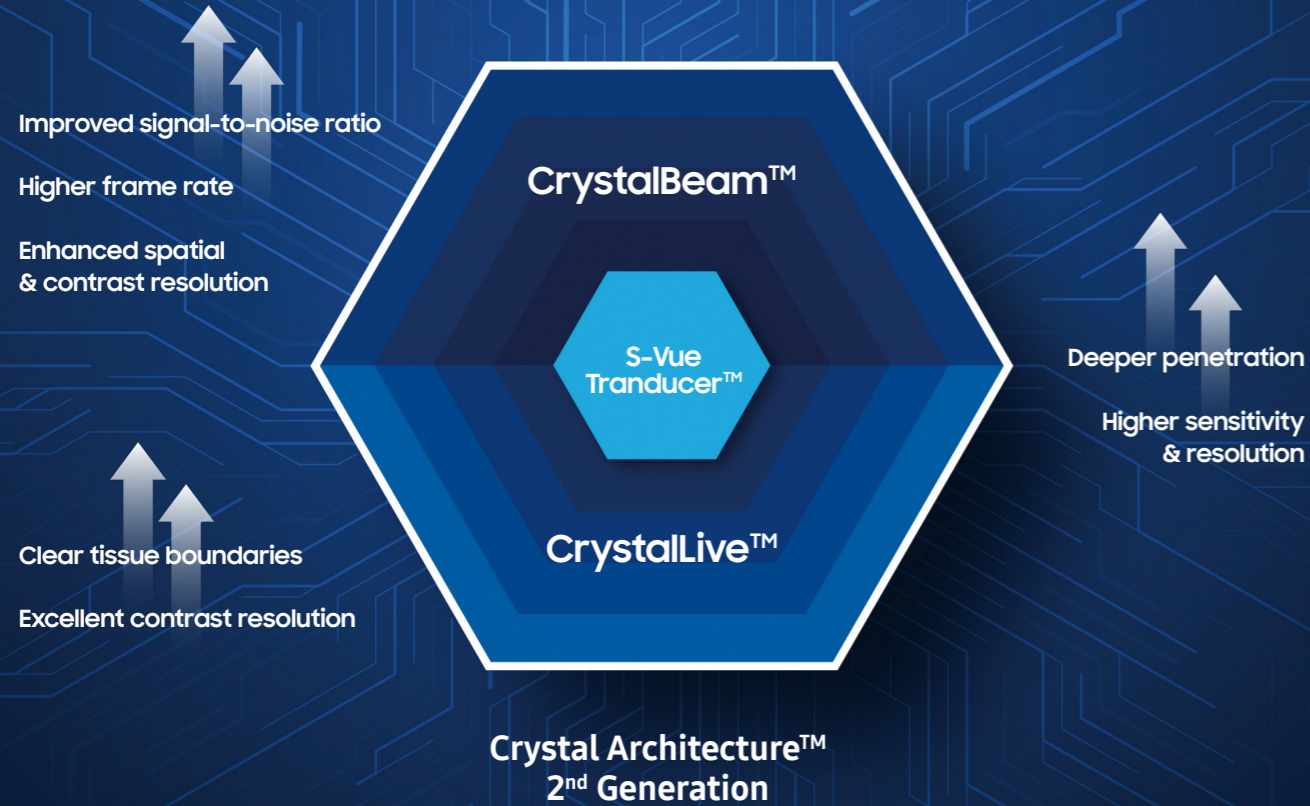 Improved signal-to-noise ratio
Higher frame rate
Enhanced spatial
& contrast resolution
CrystalBeam™
S-Vue
Tranducer™
Deeper penetration
Higher sensitivity
& resolution
Clear tissue boundaries
Excellent contrast resolution
CrystalLive™
Crystal Architecture™
2nd Generation